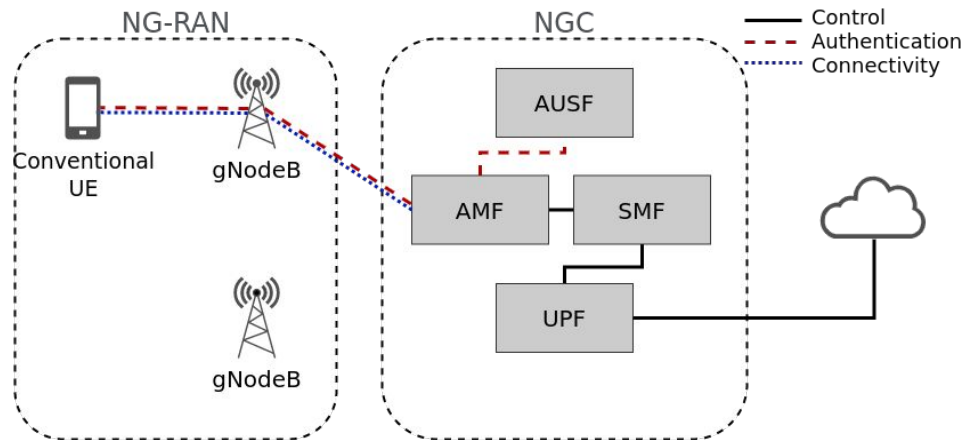 NG-RAN
NGC
Control
Authentication
Connectivity
Conventional
UE
gNodeB
AUSF
AMF
SMF
gNodeB
UPF